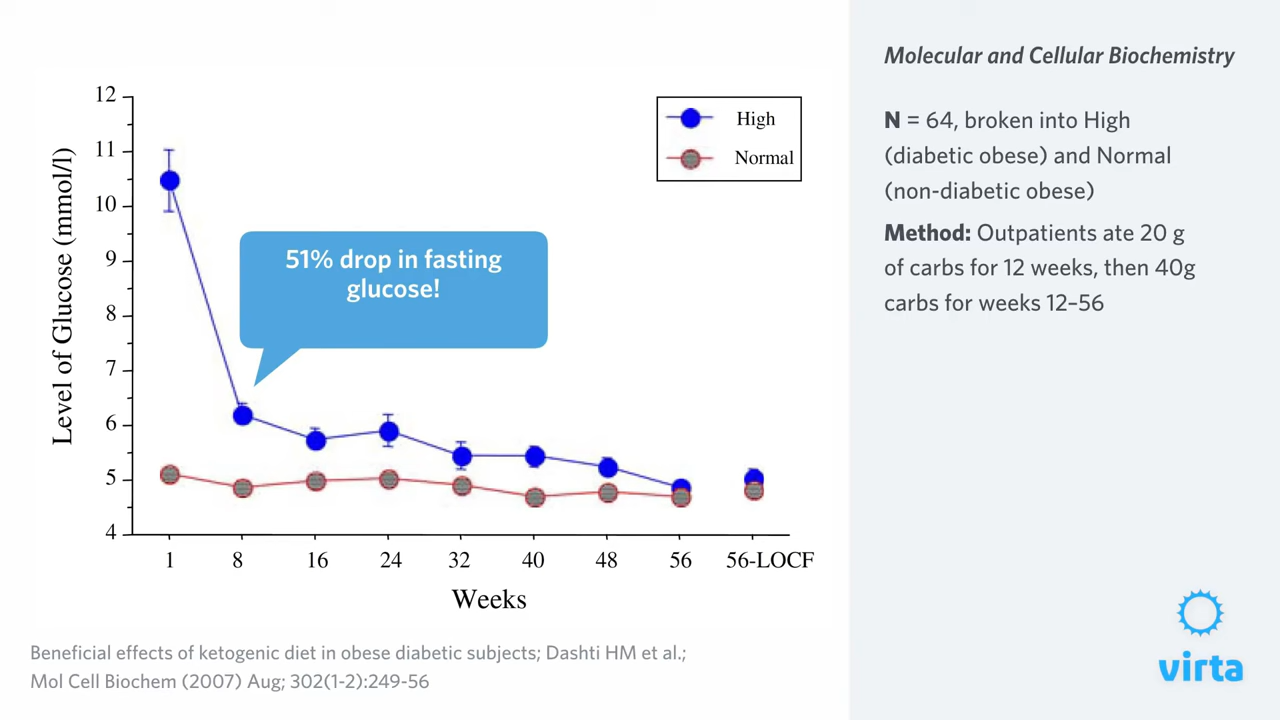 Molecular and Cellular Biochemistry
N = 64, broken into High
(diabetic obese) and Normal
(non-diabetic obese)
Method: Outpatients ate 20 g
of carbs for 12 weeks, then 40g
carbs for weeks 12–56
High
Normal
51% drop in fasting
glucose!
Level of Glucose (mmol/l)
12
11
10
9
8
7
6
5
4
1 8 16 24 32 40 48 56 56-LOCF
Weeks
Beneficial effects of ketogenic diet in obese diabetic subjects; Dashti HM et al.;
Mol Cell Biochem (2007) Aug; 302(1-2):249-56
virta